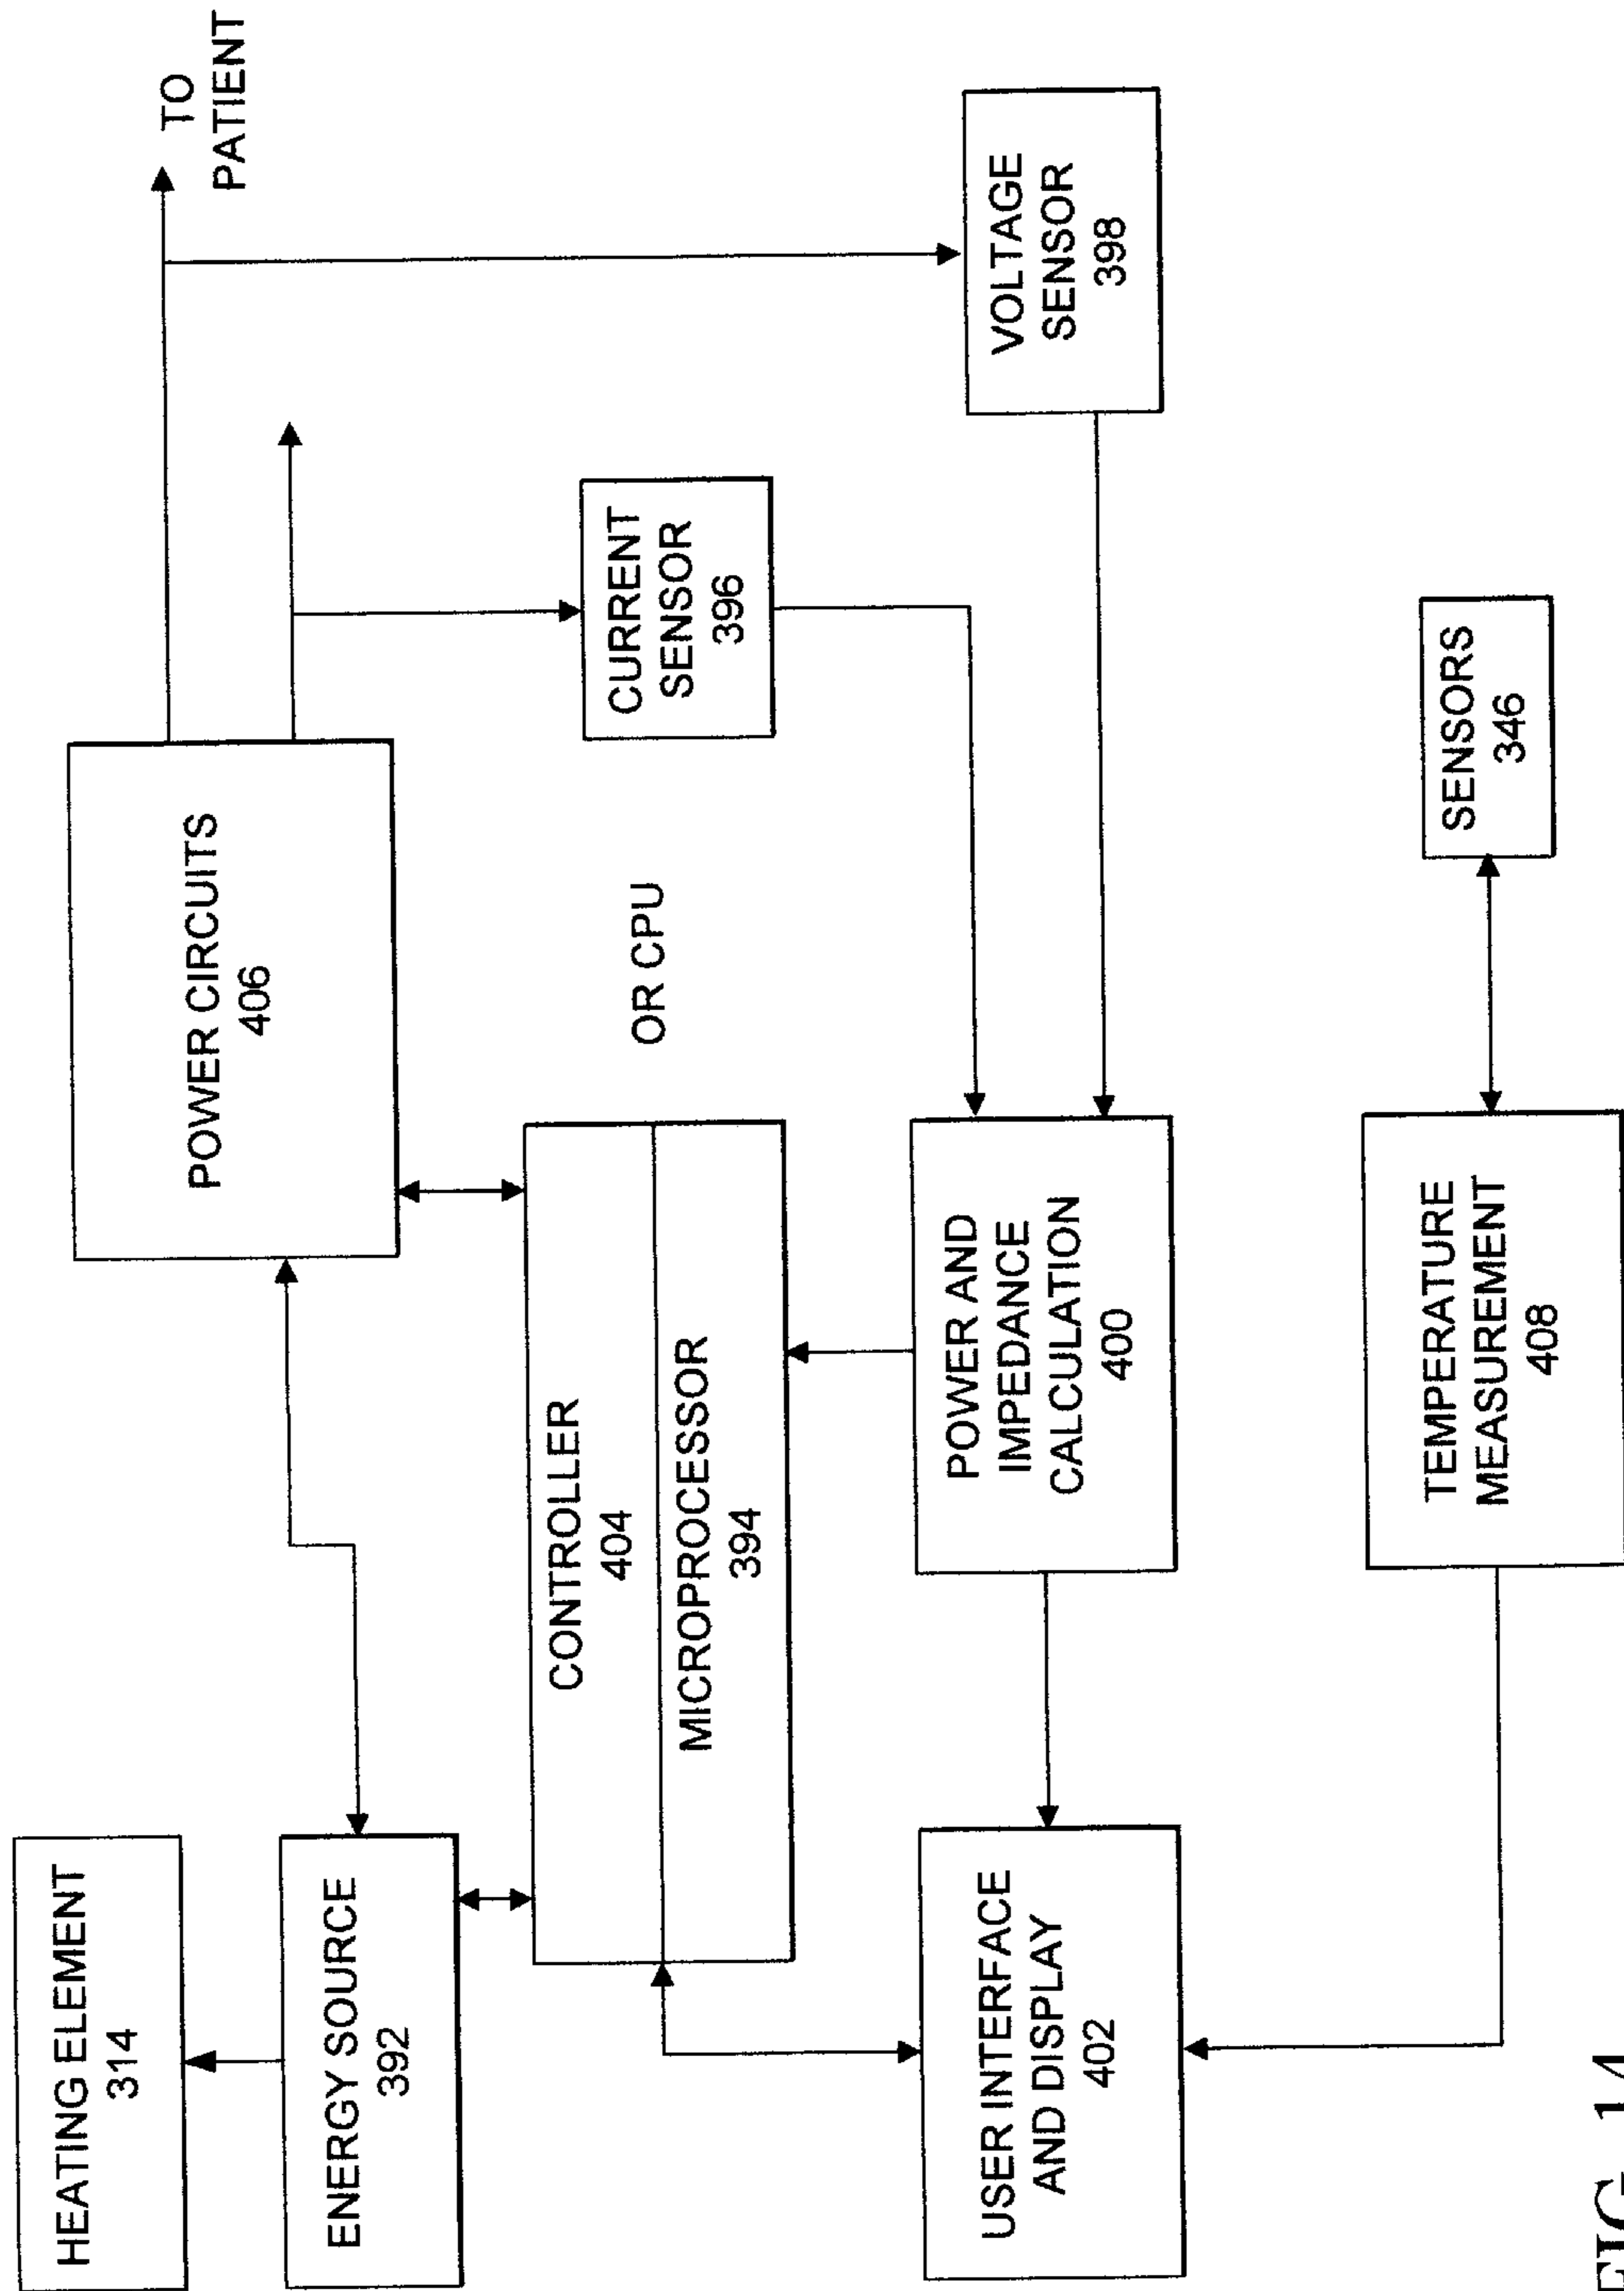 HEATING ELEMENT
314
ENERGY SOURCE
392
POWER CIRCUITS
406
TO
PATIENT
CONTROLLER
404
MICROPROCESSOR
394
OR CPU
CURRENT
SENSOR
396
USER INTERFACE
AND DISPLAY
402
POWER AND
IMPEDANCE
CALCULATION
400
VOLTAGE
SENSOR
398
TEMPERATURE
MEASUREMENT
408
SENSORS
346
FIG. 14